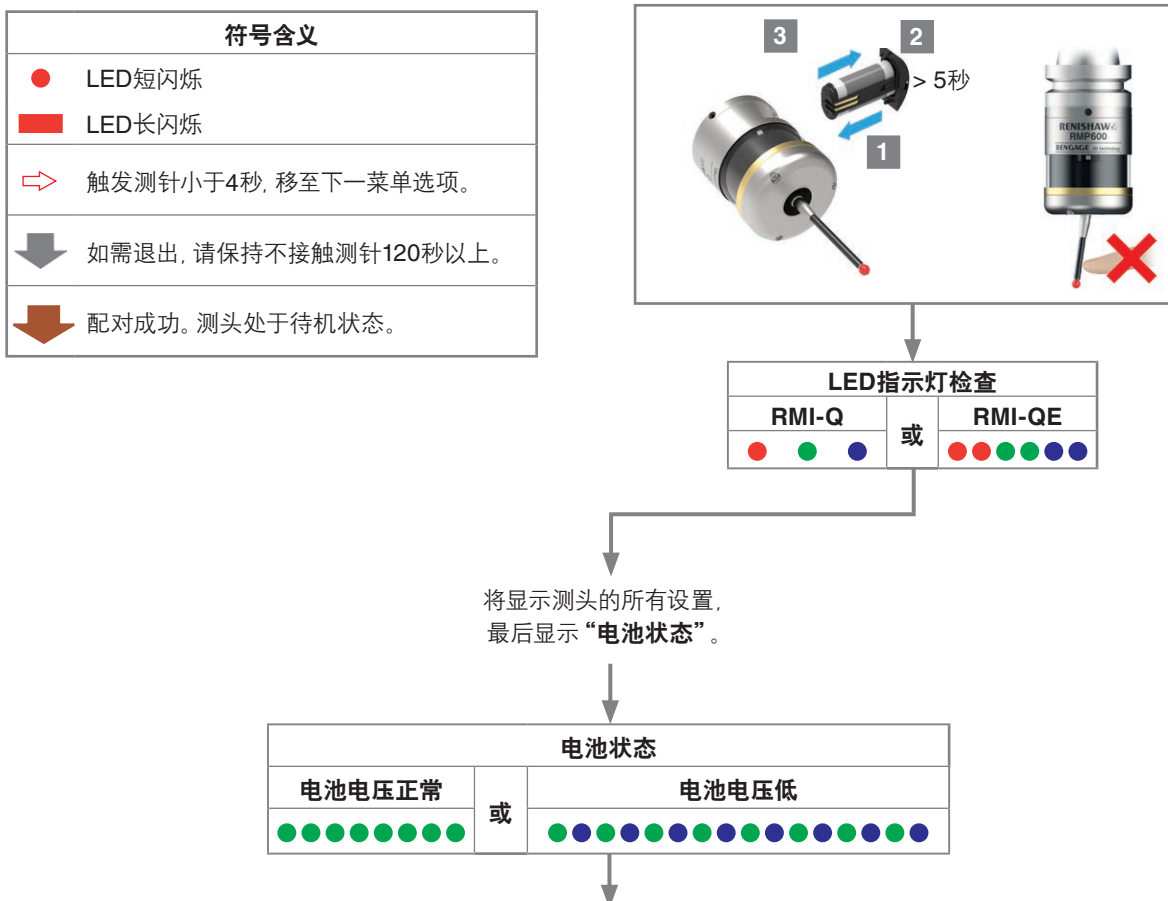 符号含义
LED短闪烁
LED长闪烁
触发测针小于4秒, 移至下一菜单选项。
如需退出, 请保持不接触测针120秒以上。
配对成功。测头处于待机状态。
3
2
> 5秒
1
RENISHAW
RMP600
RENGAGE
LED指示灯检查
RMI-Q
或
RMI-QE
将显示测头的所有设置,
最后显示“电池状态”。
电池状态
电池电压正常
或
电池电压低